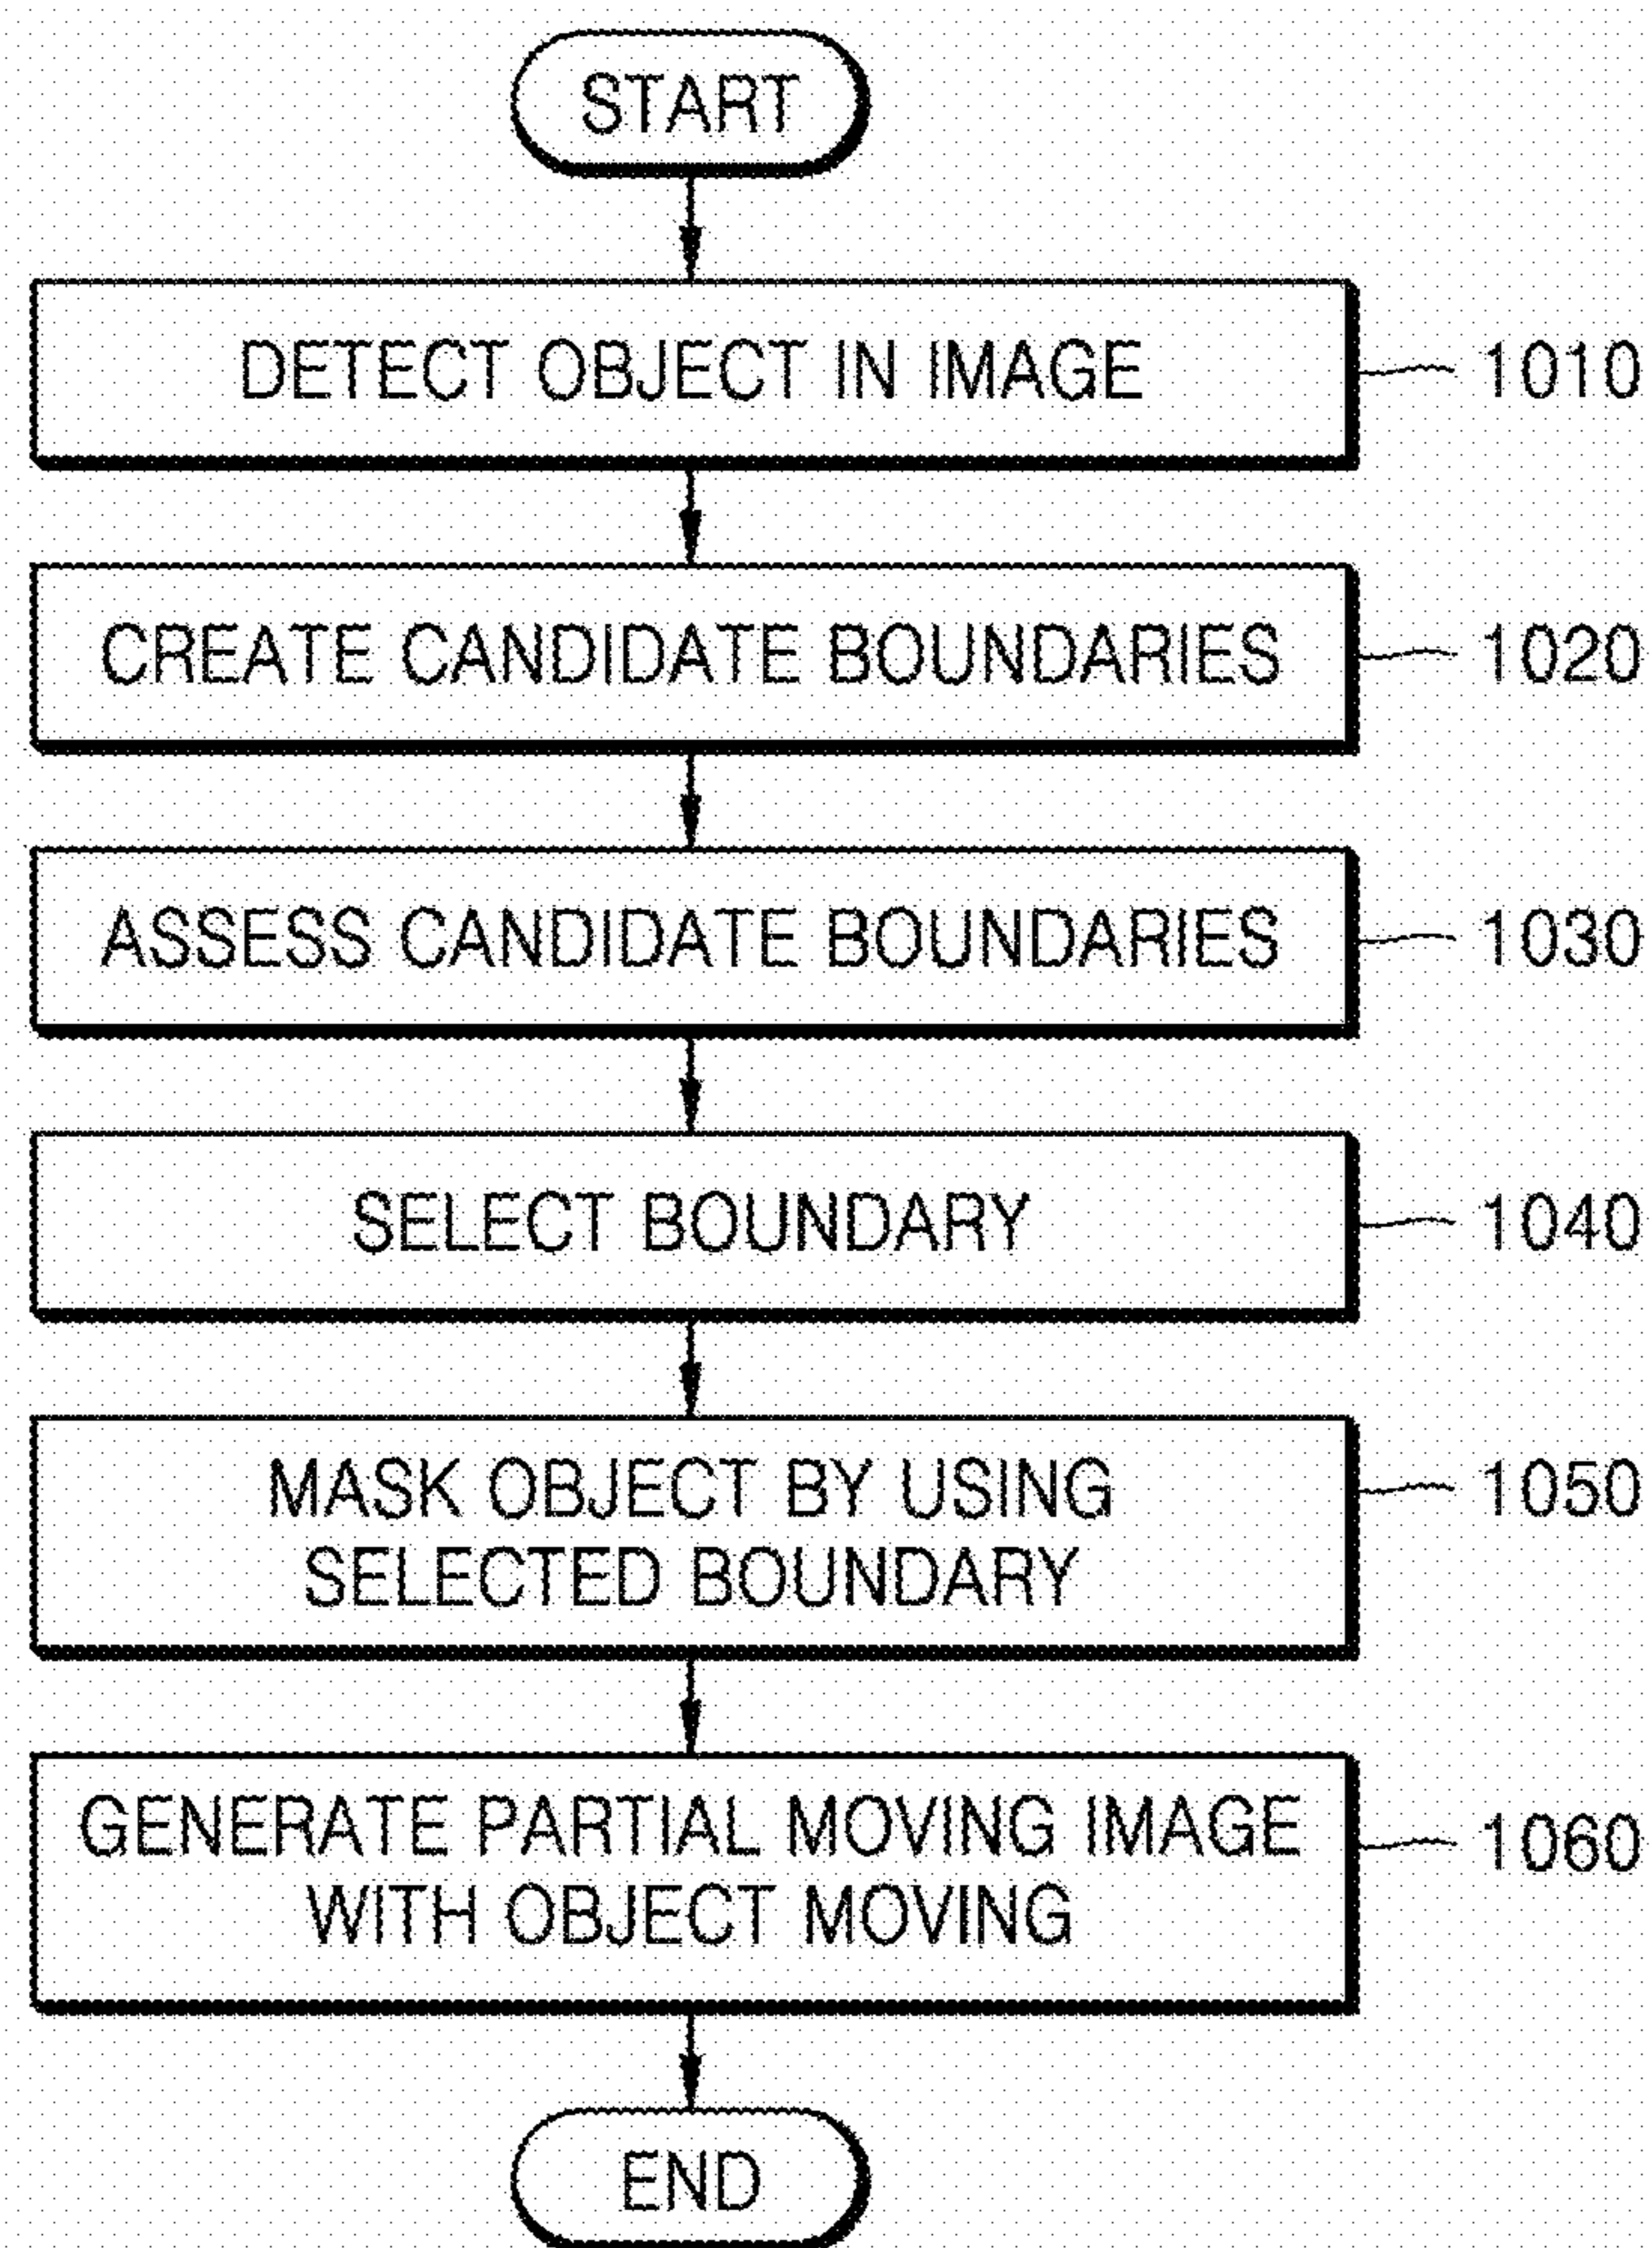 START
DETECT OBJECT IN IMAGE
1010
CREATE CANDIDATE BOUNDARIES
1020
ASSESS CANDIDATE BOUNDARIES
1030
SELECT BOUNDARY
1040
MASK OBJECT BY USING
SELECTED BOUNDARY
1050
GENERATE PARTIAL MOVING IMAGE
WITH OBJECT MOVING
1060
END